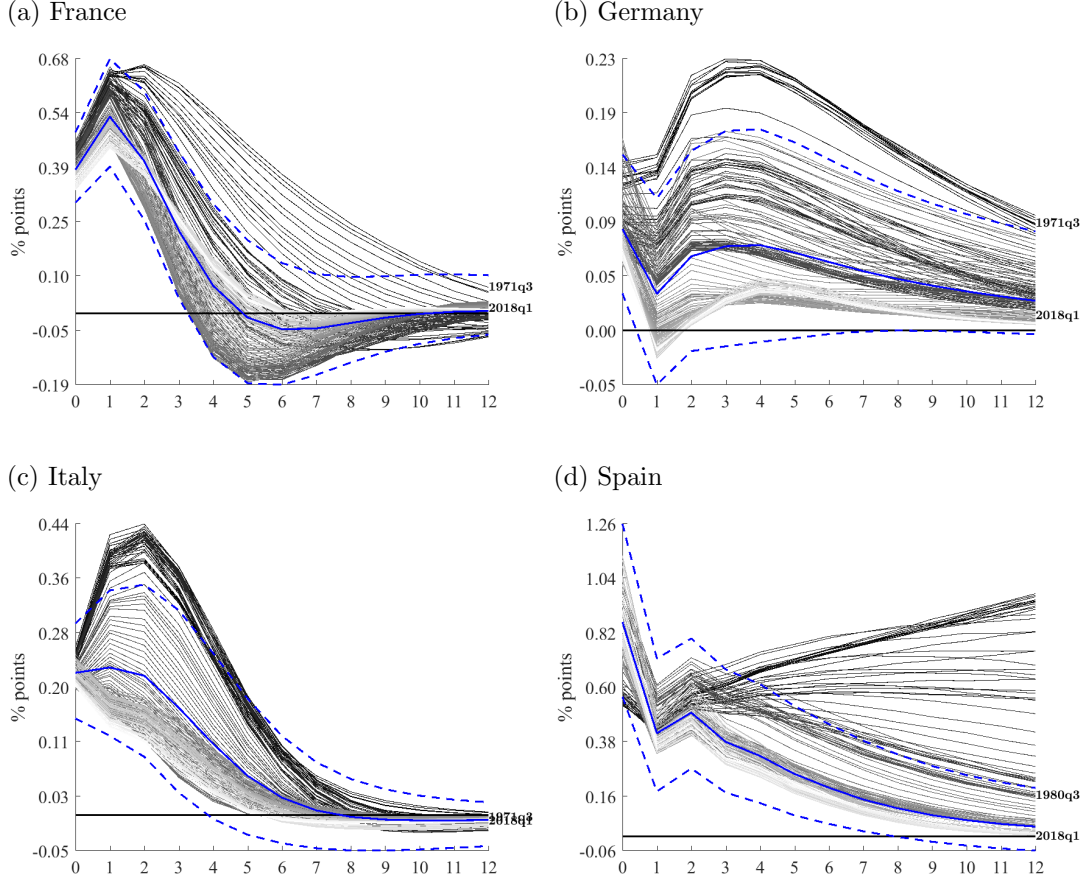 (a) France
% points
0.68
0.54
0.39
0.25
0.10
-0.05
-0.19
0 1 2 3 4 5 6 7 8 9 10 11 12
1971q3
2018q1
(b) Germany
% points
0.23
0.19
0.14
0.09
0.05
0.00
-0.05
0 1 2 3 4 5 6 7 8 9 10 11 12
1971q3
2018q1
(c) Italy
% points
0.44
0.36
0.28
0.20
0.11
0.03
-0.05
0 1 2 3 4 5 6 7 8 9 10 11 12
1971q3
2018q1
(d) Spain
% points
1.26
1.04
0.82
0.60
0.38
0.16
-0.06
0 1 2 3 4 5 6 7 8 9 10 11 12
1980q3
2018q1